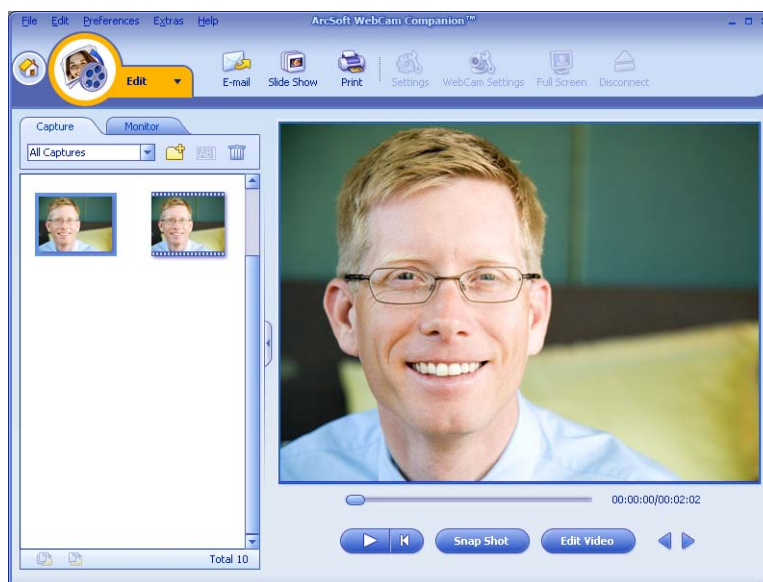 File Edit Preferences Extras Help ArcSoft WebCam Companion™
Edit
E-mail Slide Show Print Settings WebCam Settings Full Screen Disconnect
Capture Monitor
All Captures
ABI
00:00:00/00:02:02
Snap Shot Edit Video
Total 10